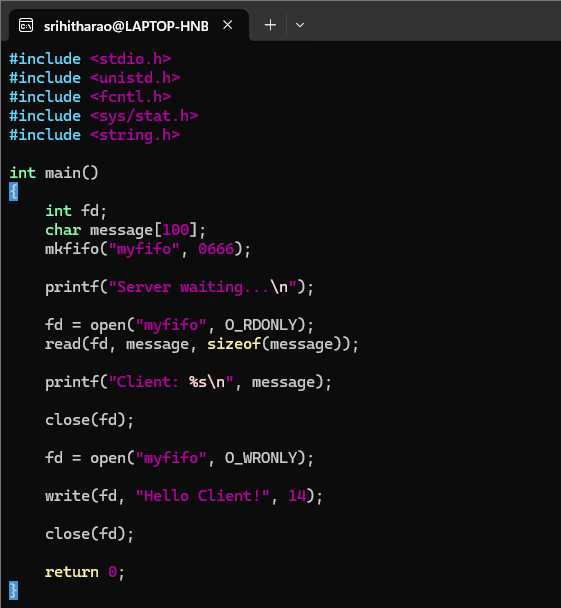 srihitharao@LAPTOP-HNB
#include <stdio.h>
#include <unistd.h>
#include <fcntl.h>
#include <sys/stat.h>
#include <string.h>

int main()
{
    int fd;
    char message[100];
    mkfifo("myfifo", 0666);

    printf("Server waiting...\n");

    fd = open("myfifo", O_RDONLY);
    read(fd, message, sizeof(message));

    printf("Client: %s\n", message);

    close(fd);

    fd = open("myfifo", O_WRONLY);

    write(fd, "Hello Client!", 14);

    close(fd);

    return 0;
}